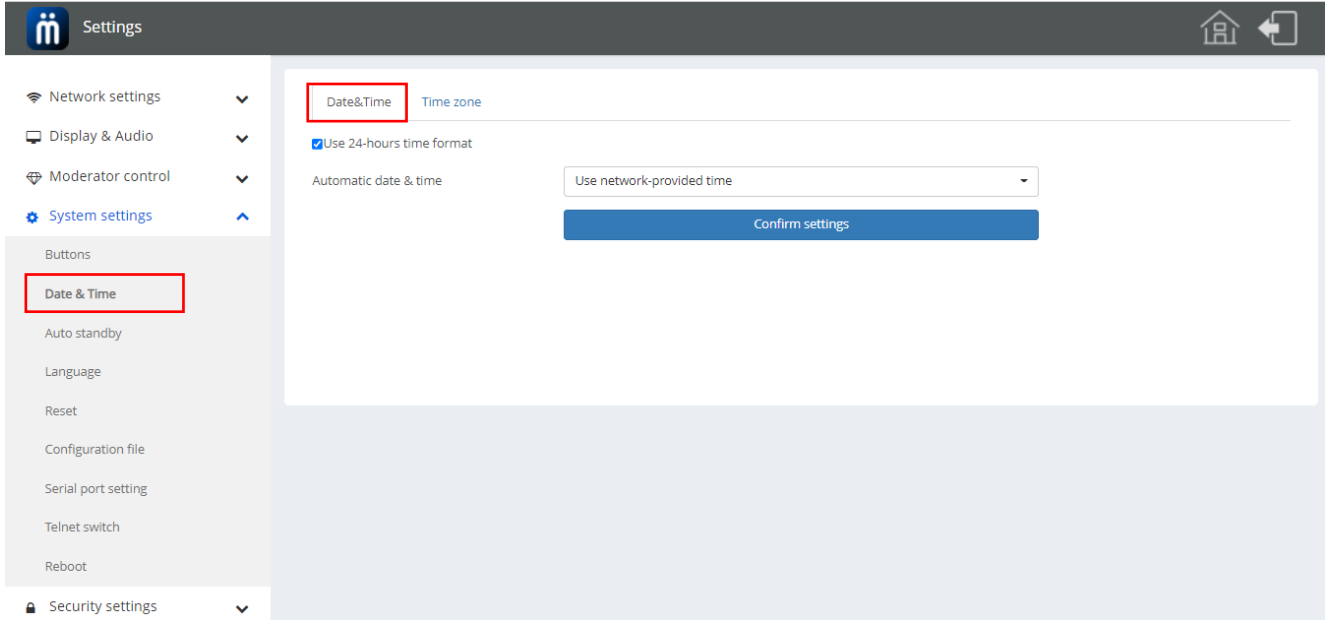 Settings
Network settings
Display & Audio
Moderator control
System settings
Buttons
Date & Time
Auto standby
Language
Reset
Configuration file
Serial port setting
Telnet switch
Reboot
Security settings
Date&Time
Time zone
Use 24-hours time format
Automatic date & time
Use network-provided time
Confirm settings